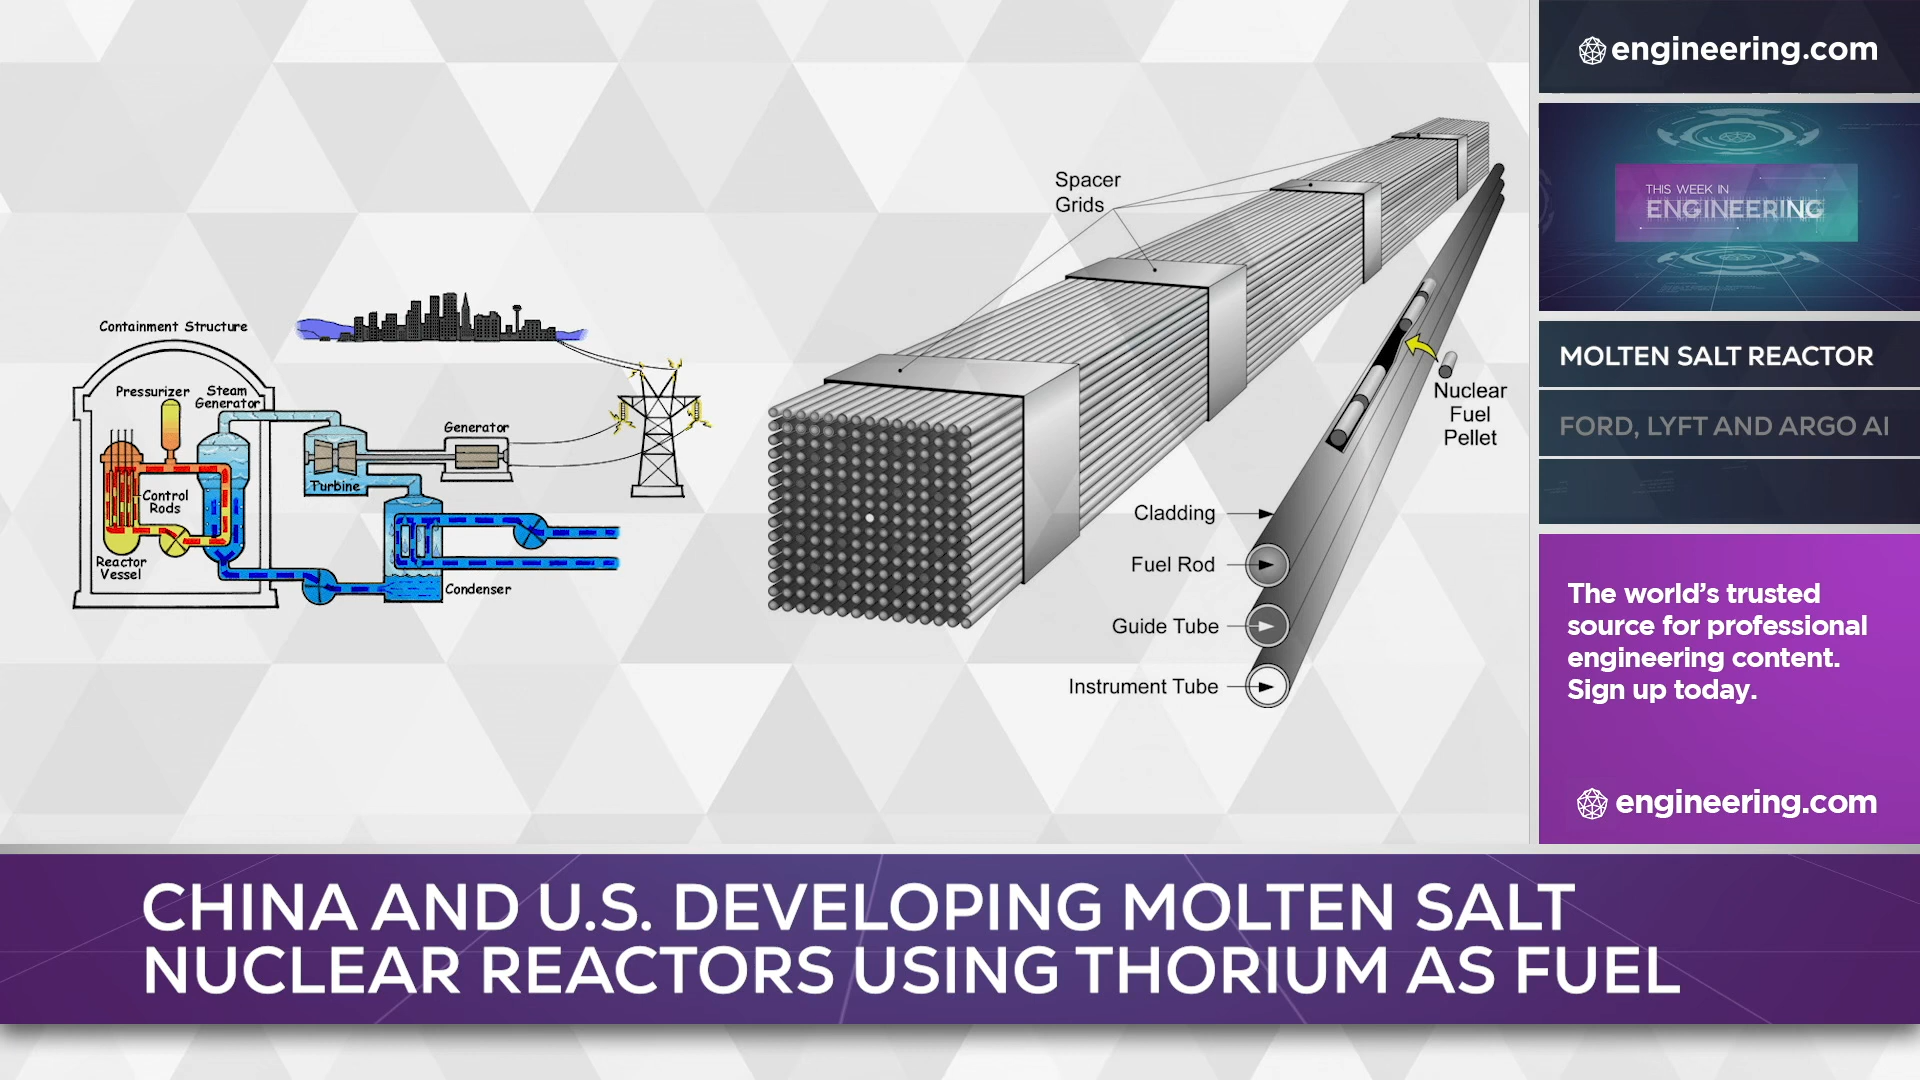 Containment Structure
Pressurizer
Steam
Generator
Control
Rods
Reactor
Vessel
Turbine
Generator
Condenser
Spacer
Grids
Nuclear
Fuel
Pellet
Cladding
Fuel Rod
Guide Tube
Instrument Tube
engineering.com
THIS WEEK IN
ENGINEERING
MOLTEN SALT REACTOR
FORD, LYFT AND ARGO AI
The world's trusted
source for professional
engineering content.
Sign up today.
engineering.com
CHINA AND U.S. DEVELOPING MOLTEN SALT
NUCLEAR REACTORS USING THORIUM AS FUEL